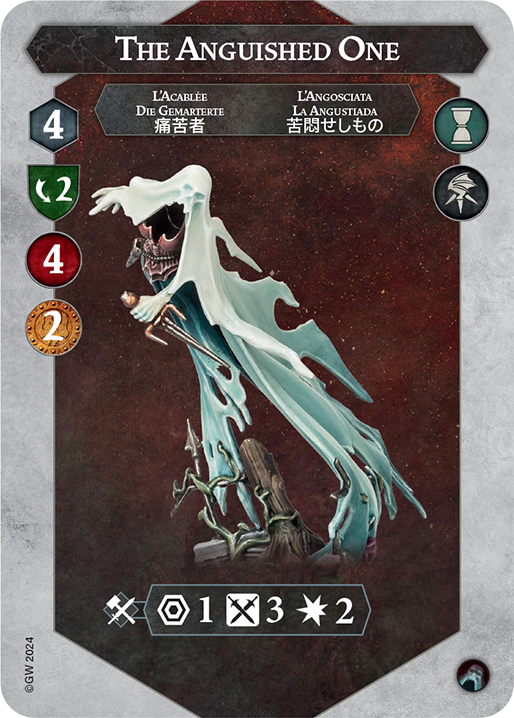 THE ANGUISHED ONE
L'ACABLÉE
DIE GEMARTERTE
痛苦者
L'ANGOSCIATA
LA ANGUSTIADA
苦悶せしもの
4
2
4
2
1 3 2
©GW 2024